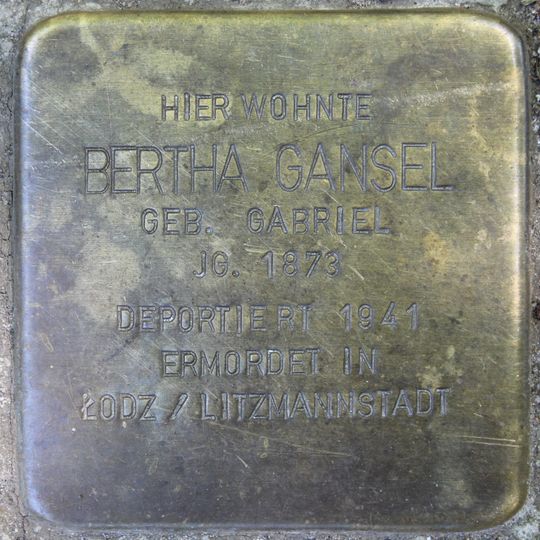 HIER WOHNTE
BERTHA GANSEL
GEB. GABRIEL
JG. 1873
DEPORTIERT 1941
ERMORDET IN
ŁODZ / LITZMANNSTADT